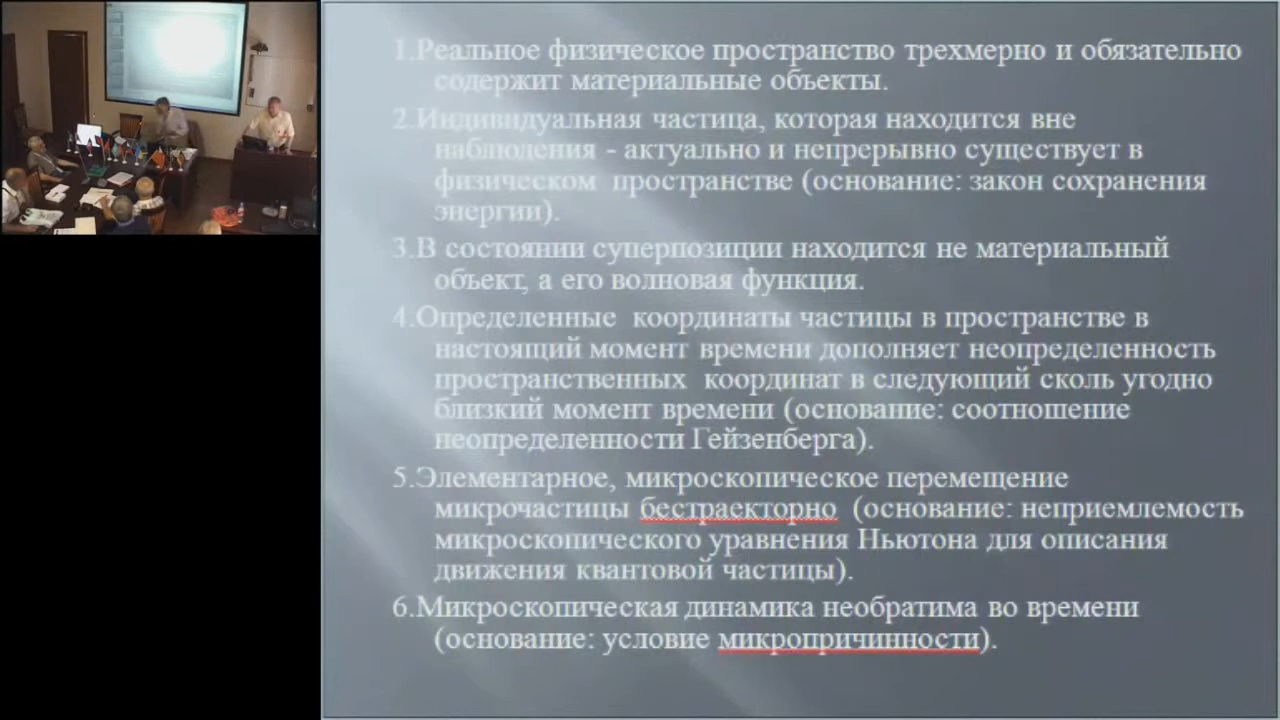 1.Реальное физическое пространство трехмерно и обязательно
содержит материальные объекты.
2.Индивидуальная частица, которая находится вне
наблюдения - актуально и непрерывно существует в
физическом пространстве (основание: закон сохранения
энергии).
3.В состоянии суперпозиции находится не материальный
объект, а его волновая функция.
4.Определенные координаты частицы в пространстве в
настоящий момент времени дополняет неопределенность
пространственных координат в следующий сколь угодно
близкий момент времени (основание: соотношение
неопределенности Гейзенберга).
5.Элементарное, микроскопическое перемещение
микрочастицы бестраекторно (основание: неприемлемость
микроскопического уравнения Ньютона для описания
движения квантовой частицы).
6.Микроскопическая динамика необратима во времени
(основание: условие микропричинности).